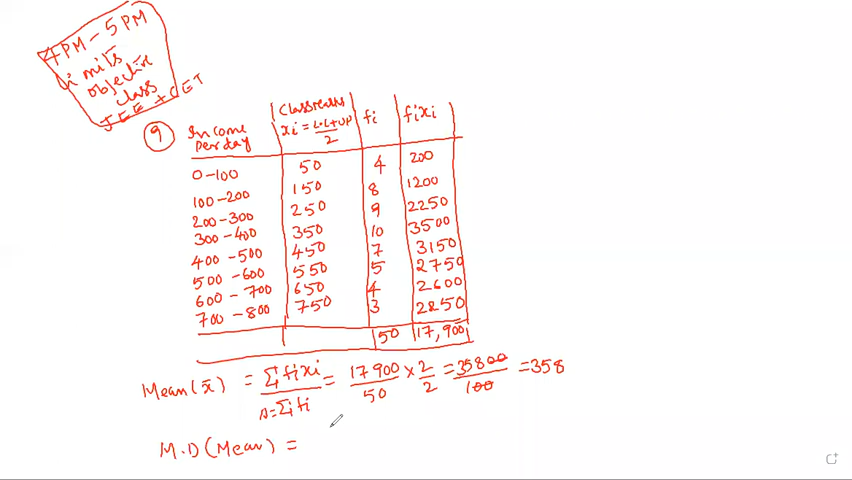 4PM - 5PM
Limits
objective
class
JEE + CET
9
Income Per day | Class | xi = L.L+UP/2 | fi | fixi
0-100 | 50 | 4 | 200
100-200 | 150 | 8 | 1200
200-300 | 250 | 9 | 2250
300-400 | 350 | 10 | 3500
400-500 | 450 | 7 | 3150
500-600 | 550 | 5 | 2750
600-700 | 650 | 4 | 2600
700-800 | 750 | 3 | 2250
50 | 17,900
Mean(x̄) = Σfixi / Σfi = 17900/50 × 2/2 = 35800/100 = 358
M.D(Mean) =